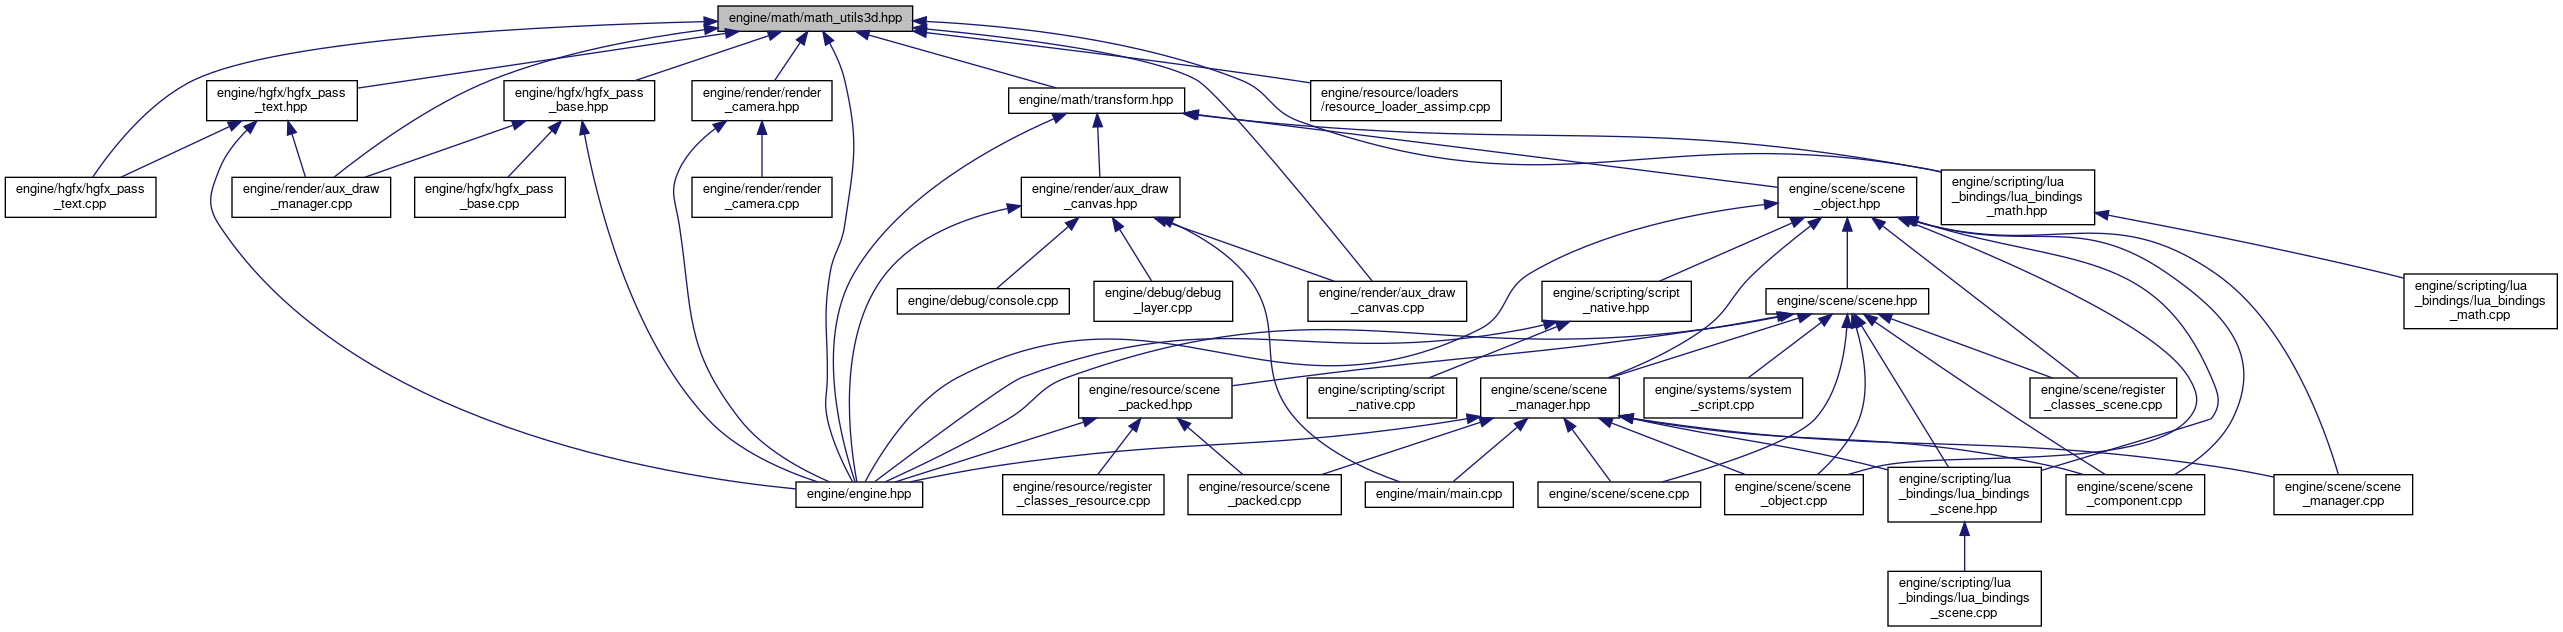 engine/math/math_utils3d.hpp
engine/hgfx/hgfx_pass
_text.hpp
engine/hgfx/hgfx_pass
_base.hpp
engine/render/render
_camera.hpp
engine/math/transform.hpp
engine/resource/loaders
/resource_loader_assimp.cpp
engine/hgfx/hgfx_pass
_text.cpp
engine/render/aux_draw
_manager.cpp
engine/hgfx/hgfx_pass
_base.cpp
engine/render/render
_camera.cpp
engine/render/aux_draw
_canvas.hpp
engine/scene/scene
_object.hpp
engine/scripting/lua
_bindings/lua_bindings
_math.hpp
engine/debug/console.cpp
engine/debug/debug
_layer.cpp
engine/render/aux_draw
_canvas.cpp
engine/scripting/script
_native.hpp
engine/scene/scene.hpp
engine/scripting/lua
_bindings/lua_bindings
_math.cpp
engine/resource/scene
_packed.hpp
engine/scripting/script
_native.cpp
engine/scene/scene
_manager.hpp
engine/systems/system
_script.cpp
engine/scene/register
_classes_scene.cpp
engine/engine.hpp
engine/resource/register
_classes_resource.cpp
engine/resource/scene
_packed.cpp
engine/main/main.cpp
engine/scene/scene.cpp
engine/scene/scene
_object.cpp
engine/scripting/lua
_bindings/lua_bindings
_scene.hpp
engine/scene/scene
_component.cpp
engine/scene/scene
_manager.cpp
engine/scripting/lua
_bindings/lua_bindings
_scene.cpp